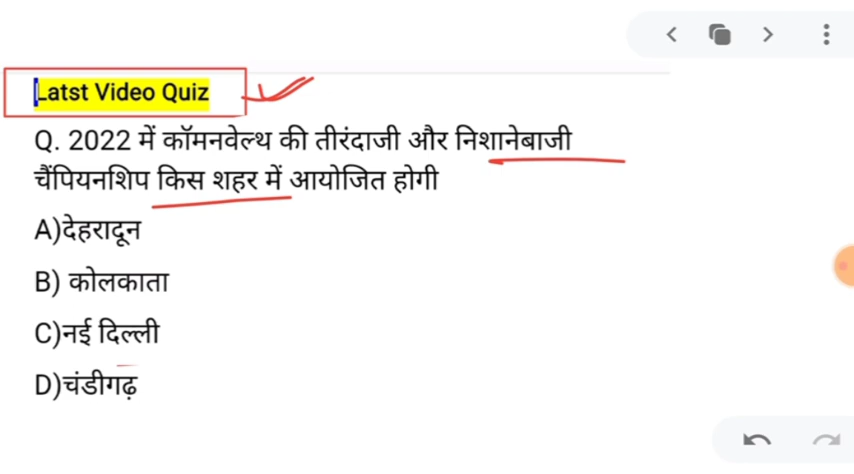 Latst Video Quiz
Q. 2022 में कॉमनवेल्थ की तीरंदाजी और निशानेबाजी
चैंपियनशिप किस शहर में आयोजित होगी
A)देहरादून
B) कोलकाता
C)नई दिल्ली
D)चंडीगढ़